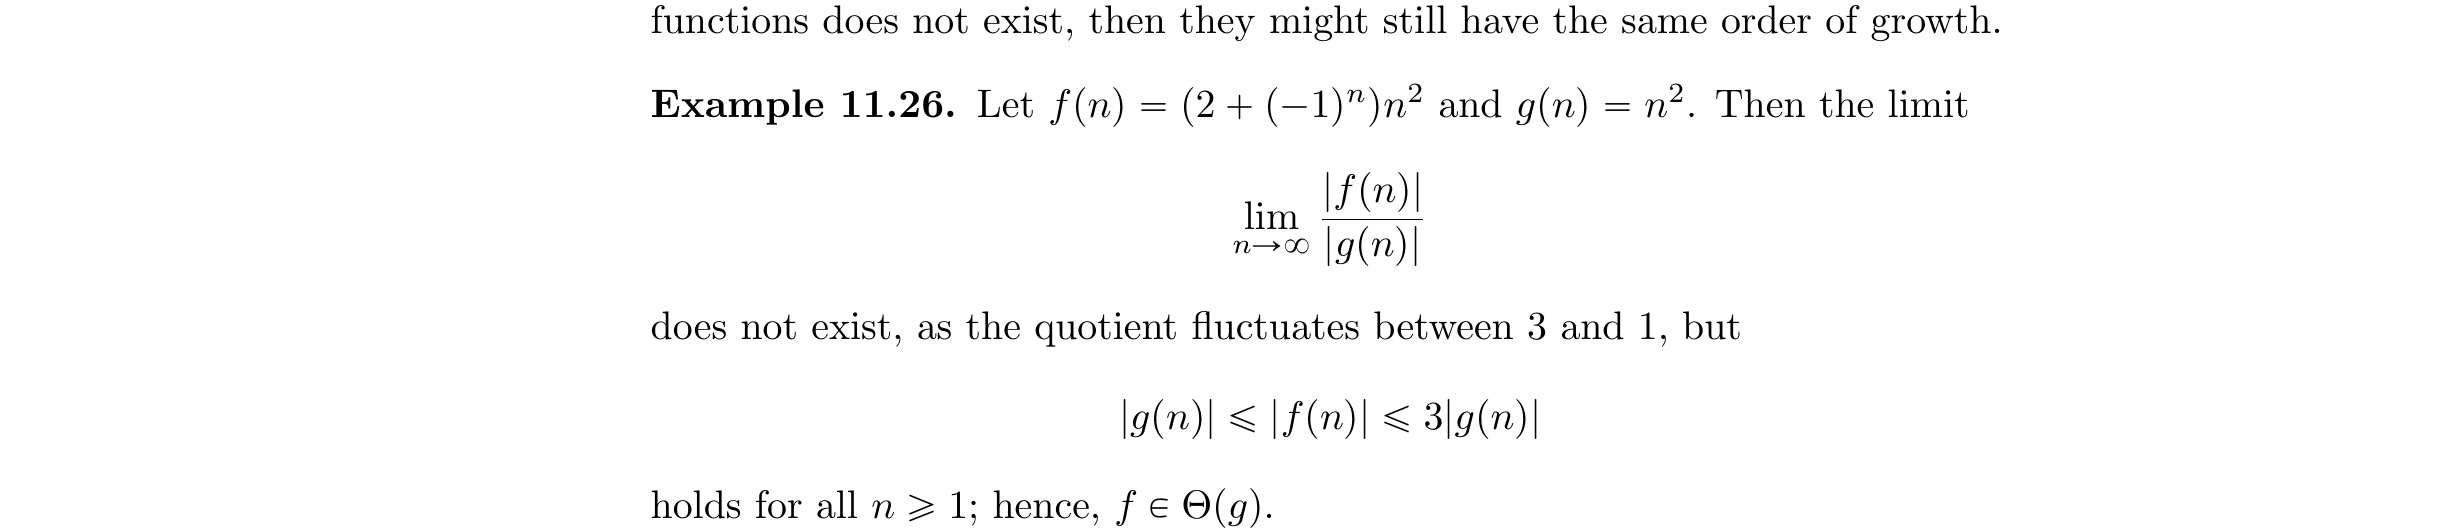 functions does not exist, then they might still have the same order of growth.
Example 11.26. Let f(n) = (2 + (−1)ⁿ)n² and g(n) = n². Then the limit
lim_{n→∞} |f(n)| / |g(n)|
does not exist, as the quotient fluctuates between 3 and 1, but
|g(n)| ⩽ |f(n)| ⩽ 3|g(n)|
holds for all n ⩾ 1; hence, f ∈ Θ(g).